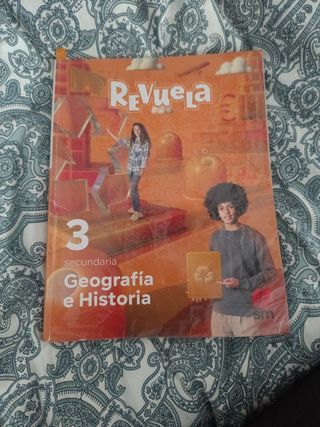 REVUELA
3
secundaria
Geografía
e Historia
sm